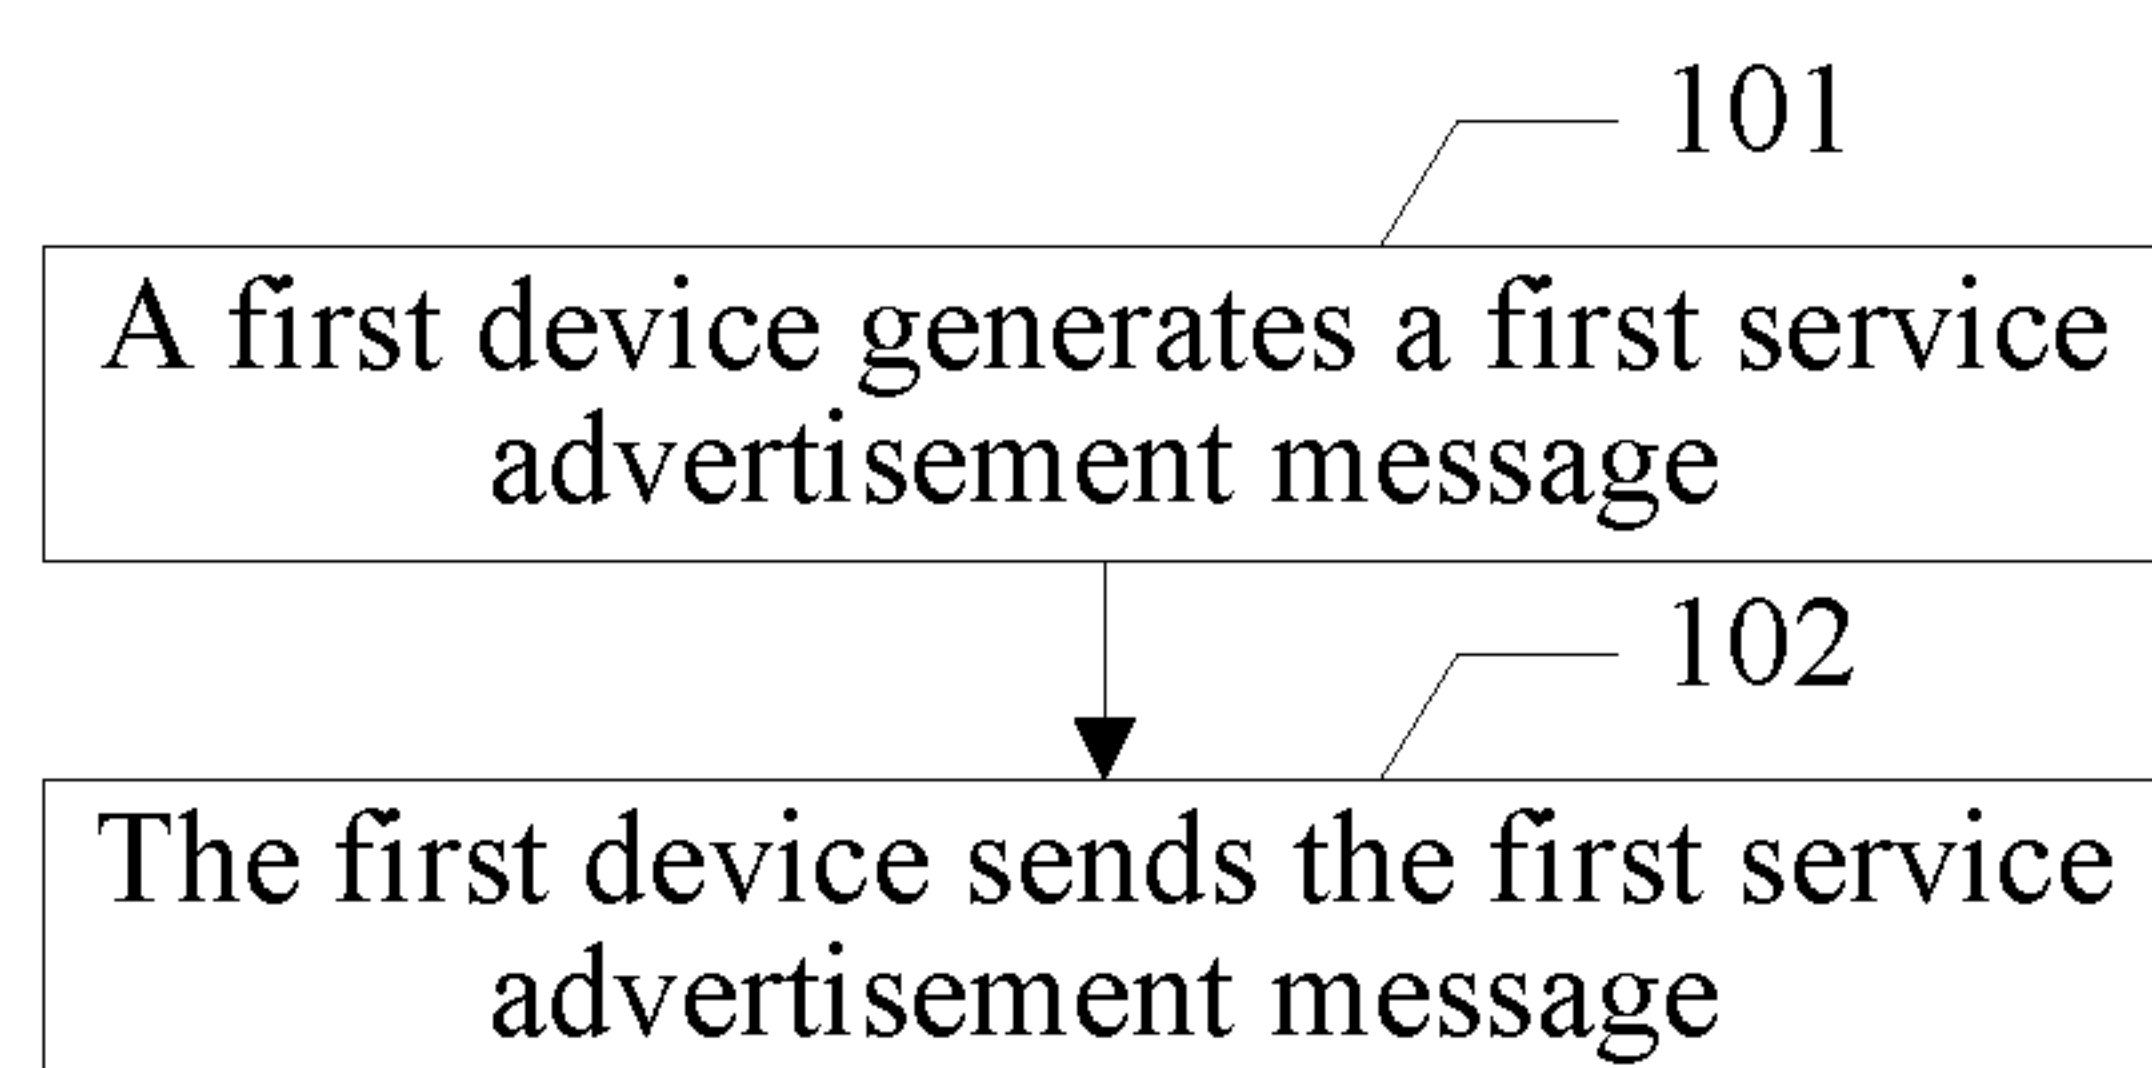 101
A first device generates a first service
advertisement message
102
The first device sends the first service
advertisement message